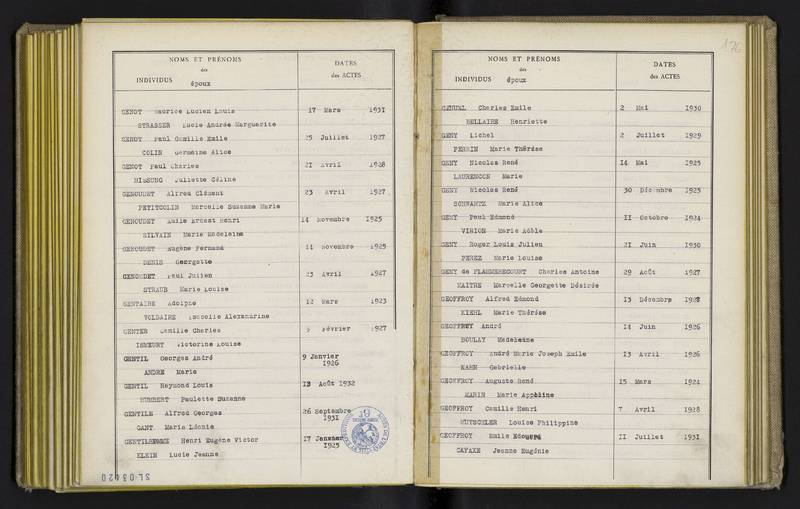 NOMS ET PRÉNOMS
des
INDIVIDUS époux
DATES
des ACTES
GENOT Maurice Lucien Louis 17 Mars 1931
STRASSER Lucie Andrée Marguerite
GENOT Paul Camille Emile 25 Juillet 1927
COLIN Germaine Alice
GENOT Paul Charles 21 Avril 1928
HISSUNG Juliette Céline
GENOUDET Alfred Clément 23 Avril 1927
PETITCOLIN Marcelle Suzanne Marie
GENOUDET Emile Ernest Henri 14 Novembre 1925
SILVAIN Marie Madeleine
GENOUDET Eugène Fernand 14 Novembre 1925
DENIS Georgette
GENOUDET Paul Julien 23 Avril 1927
STRAUB Marie Louise
GENTAIRE Adolphe 12 Mars 1923
VOLDAIRE Isabelle Alexandrine
GENTER Camille Charles 9 Février 1927
ISMEURT Victorine Louise
GENTIL Georges André 9 Janvier
1926
ANDRE Marie
GENTIL Raymond Louis 13 Août 1932
HUMBERT Paulette Suzanne
GENTILE Alfred Georges 26 Septembre
1931
GANT Marie Léonie
Henri Eugène Victor 17 Janvier
1925
KLEIN Lucie Jeanne
SL03420
176
NOMS ET PRÉNOMS
des
INDIVIDUS époux
DATES
des ACTES
Charles Emile 2 Mai 1930
BELLAIRE Henriette
GENY Lichel 2 Juillet 1929
PERRIN Marie Thérèse
GENY Nicolas René 14 Mai 1925
LAURENCON Marie
GENY Nicolas René 30 Décembre 1925
SCHWARTZ Marie Alice
GENY Paul Edmond 11 Octobre 1924
VIRION Marie Adèle
GENY Roger Louis Julien 21 Juin 1930
PEREZ Marie Louise
GENY de FLAMMERECOURT Charles Antoine 29 Août 1927
MAITRE Marcelle Georgette Désirée
GEOFFROY Alfred Edmond 13 Décembre 1928
KIEHL Marie Thérèse
GEOFFROY André 14 Juin 1926
BOULAY Madeleine
GEOFFROY André Marie Joseph Emile 13 Avril 1926
KAHN Gabrielle
GEOFFROY Auguste René 15 Mars 1924
MARIN Marie Appoline
GEOFFROY Camille Henri 7 Avril 1928
MUTSCHLER Louise Philippine
GEOFFROY Emile Edouard 11 Juillet 1931
CAFAXE Jeanne Eugénie